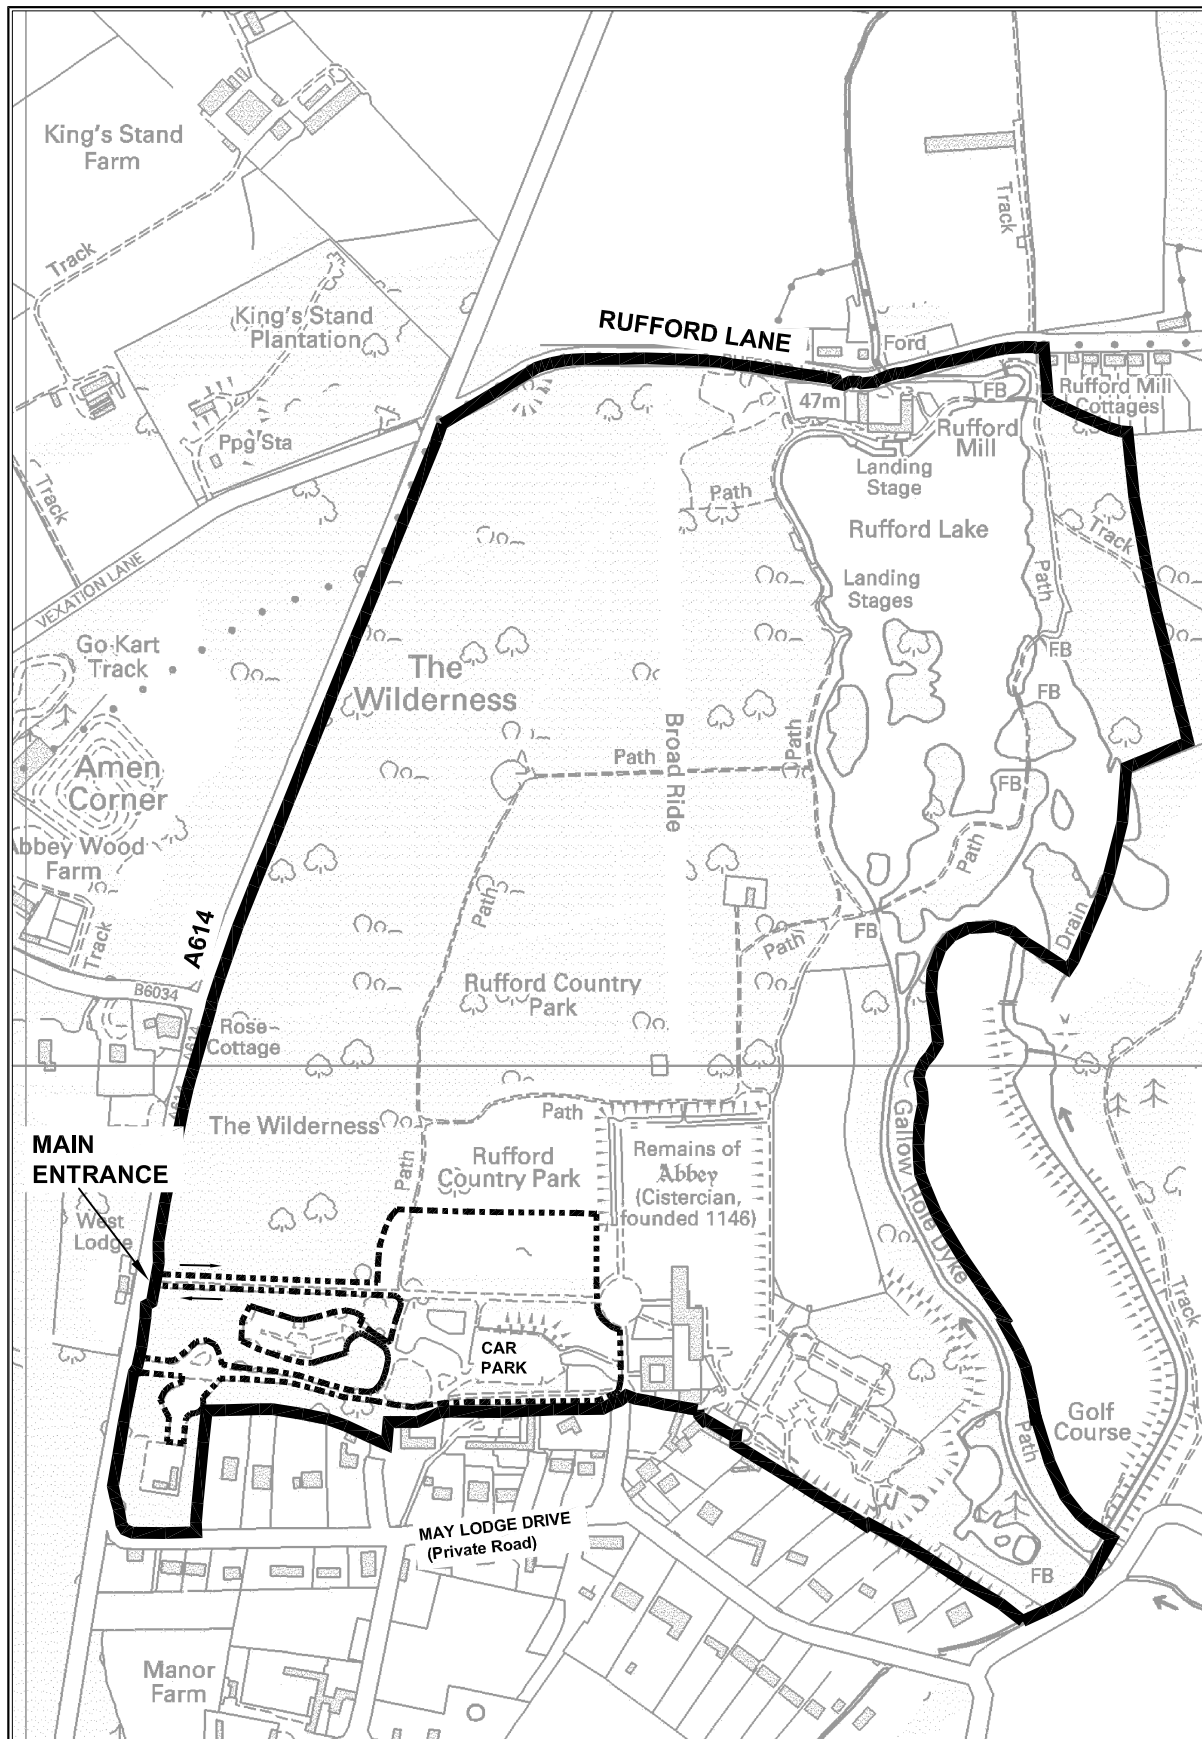 King's Stand
Farm
Track
Track
King's Stand
Plantation
RUFFORD LANE
Ford
FB
Rufford Mill
Cottages
47m
Rufford
Mill
Ppg Sta
Landing
Stage
Track
Path
Rufford Lake
Track
VEXATION LANE
Landing
Stages
Path
Go-Kart
Track
The
Wilderness
FB
FB
Amen
Corner
Path
Broad Ride
Path
FB
Abbey Wood
Farm
Path
Path
A614
Track
Path
FB
Drain
B6034
Rufford Country
Park
Rose
Cottage
A614
A614
The Wilderness
Path
Gallow Hole Dyke
MAIN
ENTRANCE
Path
Rufford
Country Park
Remains of
Abbey
(Cistercian,
founded 1146)
West
Lodge
Track
CAR
PARK
Path
Golf
Course
MAY LODGE DRIVE
(Private Road)
FB
Manor
Farm